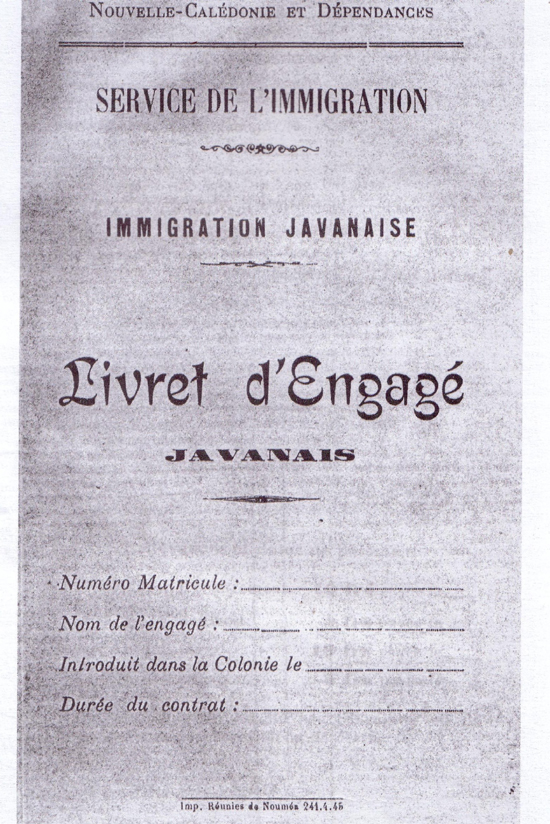 NOUVELLE-CALÉDONIE ET DÉPENDANCES
SERVICE DE L'IMMIGRATION
IMMIGRATION JAVANAISE
Livret d'Engagé
JAVANAIS
Numéro Matricule :
Nom de l'engagé :
Introduit dans la Colonie le
Durée du contrat :
Imp. Réunies de Nouméa 241.4.45